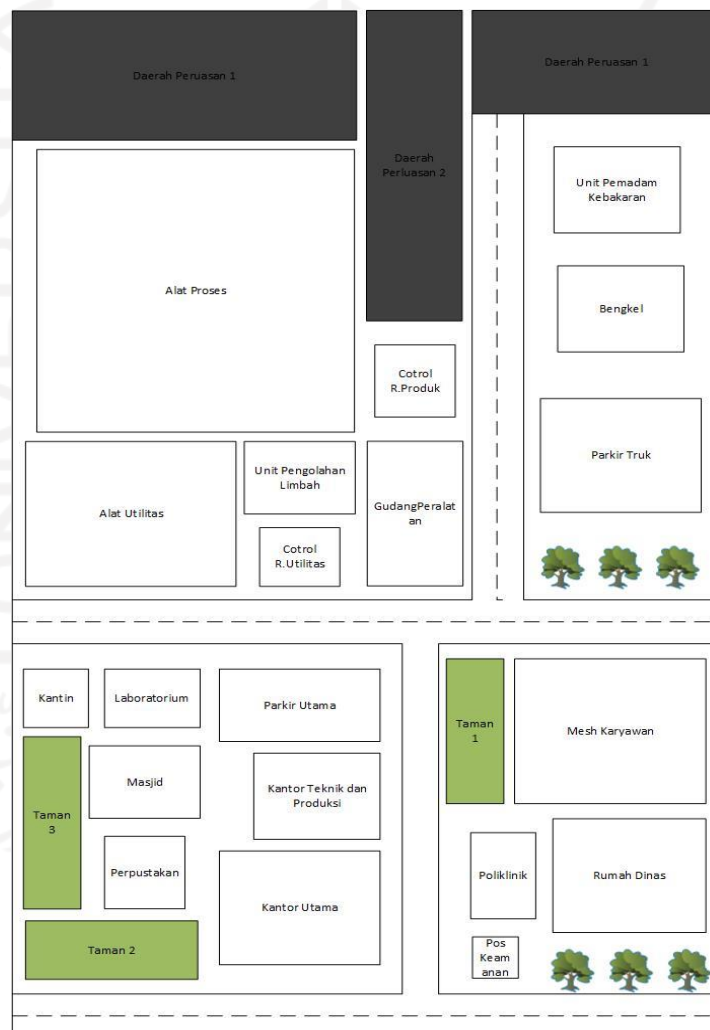 Daerah Peruasan 1
Daerah Peruasan 1
Daerah
Perluasan 2
Unit Pemadam
Kebakaran
Alat Proses
Bengkel
Cotrol
R.Produk
Parkir Truk
Alat Utilitas
Unit Pengolahan
Limbah
GudangPeralat
an
Cotrol
R.Utilitas
Kantin
Laboratorium
Parkir Utama
Taman
1
Mesh Karyawan
Masjid
Kantor Teknik dan
Produksi
Taman
3
Perpustakan
Kantor Utama
Poliklinik
Rumah Dinas
Taman 2
Pos
Keam
anan